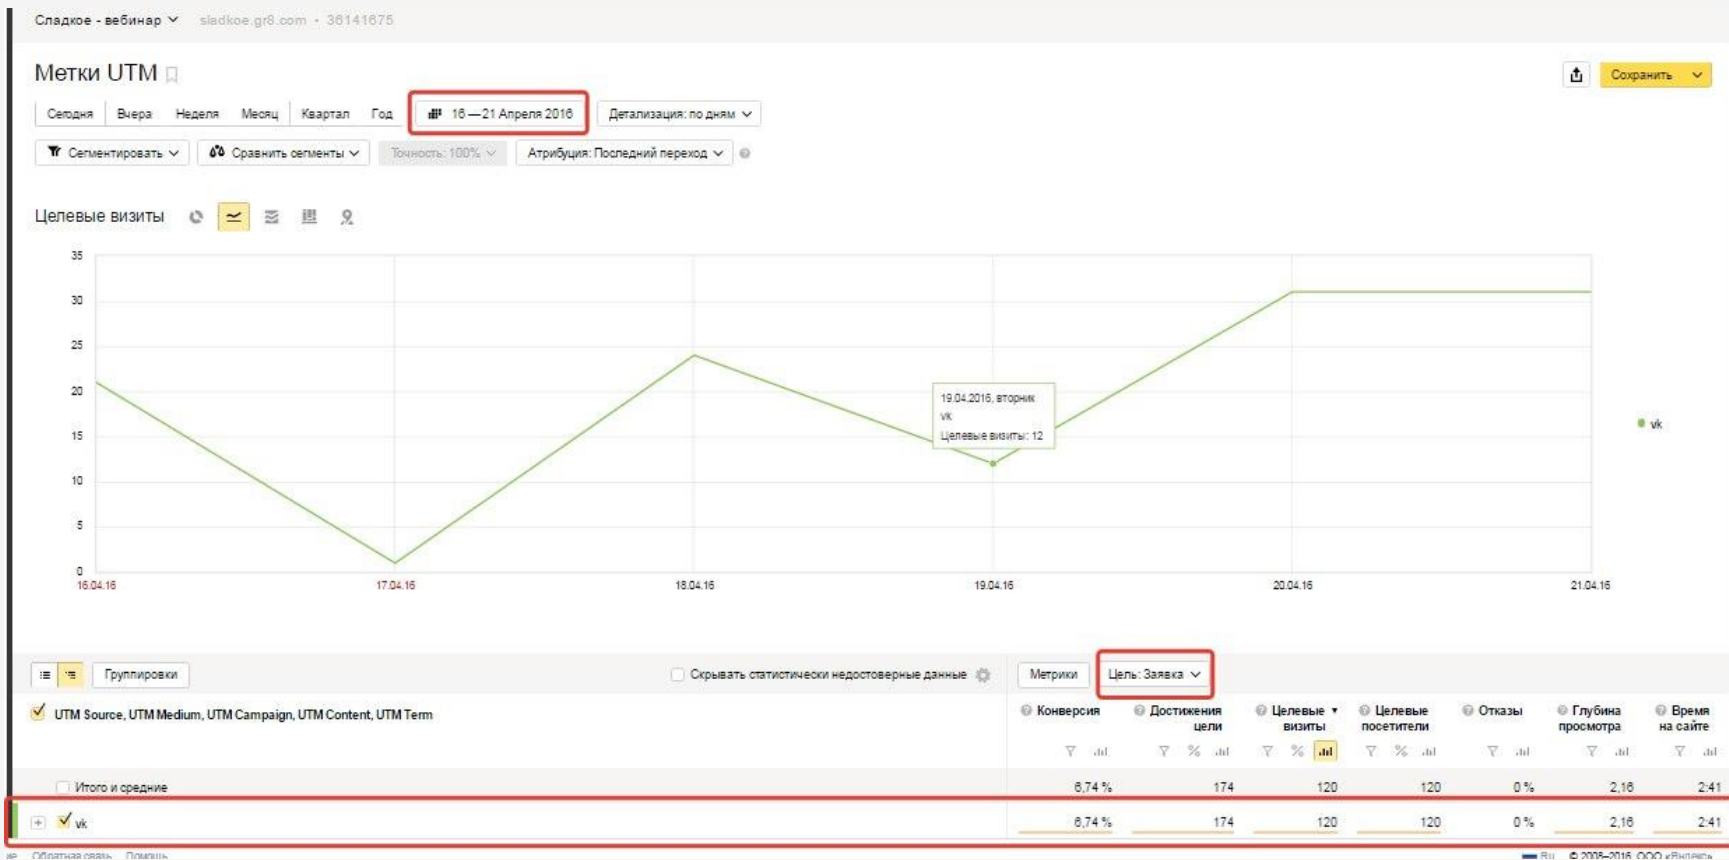 Сладкое - вебинар sladkoe.gr8.com • 36141675
Метки UTM
Сохранить
Сегодня Вчера Неделя Месяц Квартал Год 16 — 21 Апреля 2016 Детализация: по дням
Сегментировать Сравнить сегменты Точность: 100% Атрибуция: Последний переход
Целевые визиты
35
30
25
20
15
10
5
0
19.04.2016, вторник
vk
Целевые визиты: 12
vk
16.04.16 17.04.16 18.04.16 19.04.16 20.04.16 21.04.16
Группировки Скрывать статистически недостоверные данные Метрики Цель: Заявка
UTM Source, UTM Medium, UTM Campaign, UTM Content, UTM Term
Конверсия Достижения Целевые Целевые Отказы Глубина Время
цели визиты посетители просмотра на сайте
Итого и средние 6,74 % 174 120 120 0 % 2,16 2:41
vk 6,74 % 174 120 120 0 % 2,16 2:41
Обратная связь Помощь Ru © 2008–2016 ООО «Яндекс»